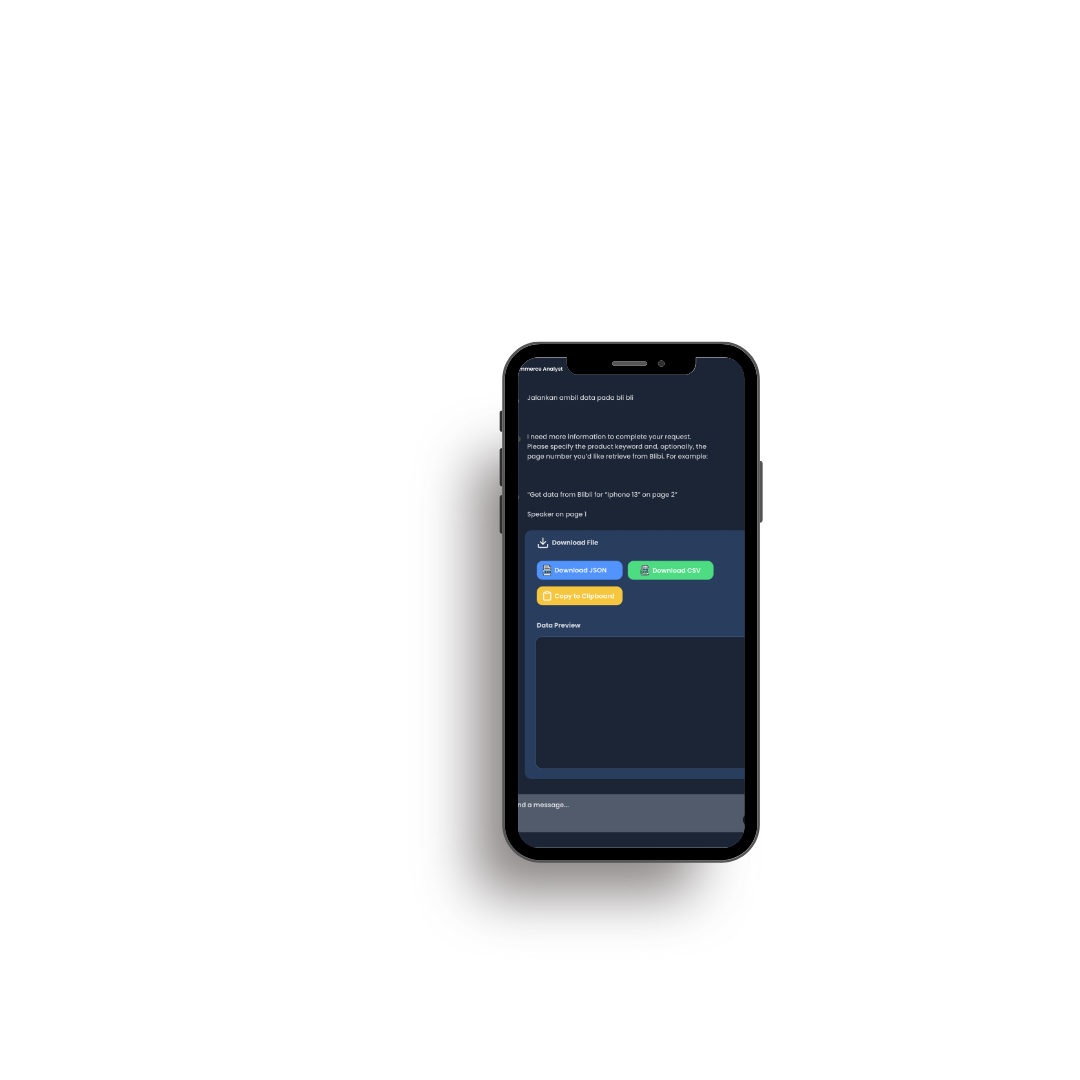 mmerce Analyst
Jalankan ambil data pada bli bli
I need more information to complete your request.
Please specify the product keyword and, optionally, the
page number you'd like retrieve from Blibi. For example:
"Get data from Blibli for "Iphone 13" on page 2"
Speaker on page 1
Download File
Download JSON
Download CSV
Copy to Clipboard
Data Preview
nd a message...